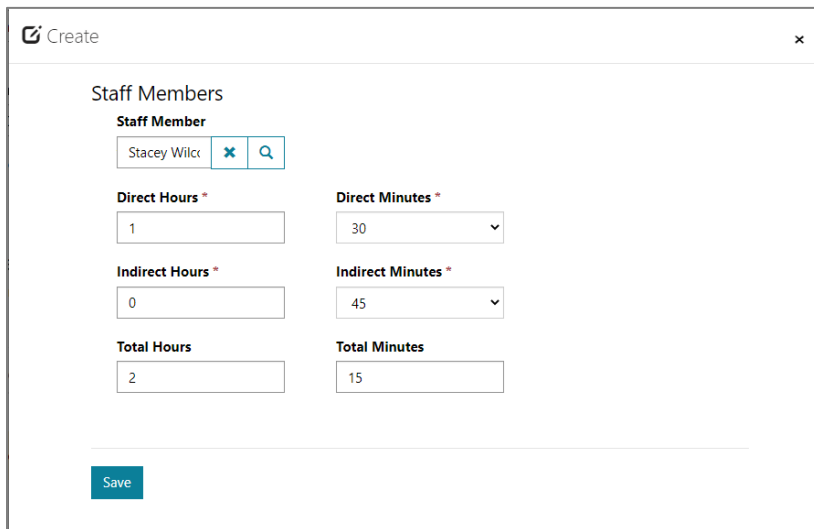 Create
×
Staff Members
Staff Member
Stacey
Direct Hours * Direct Minutes *
1 30
Indirect Hours * Indirect Minutes *
0 45
Total Hours Total Minutes
2 15
Save